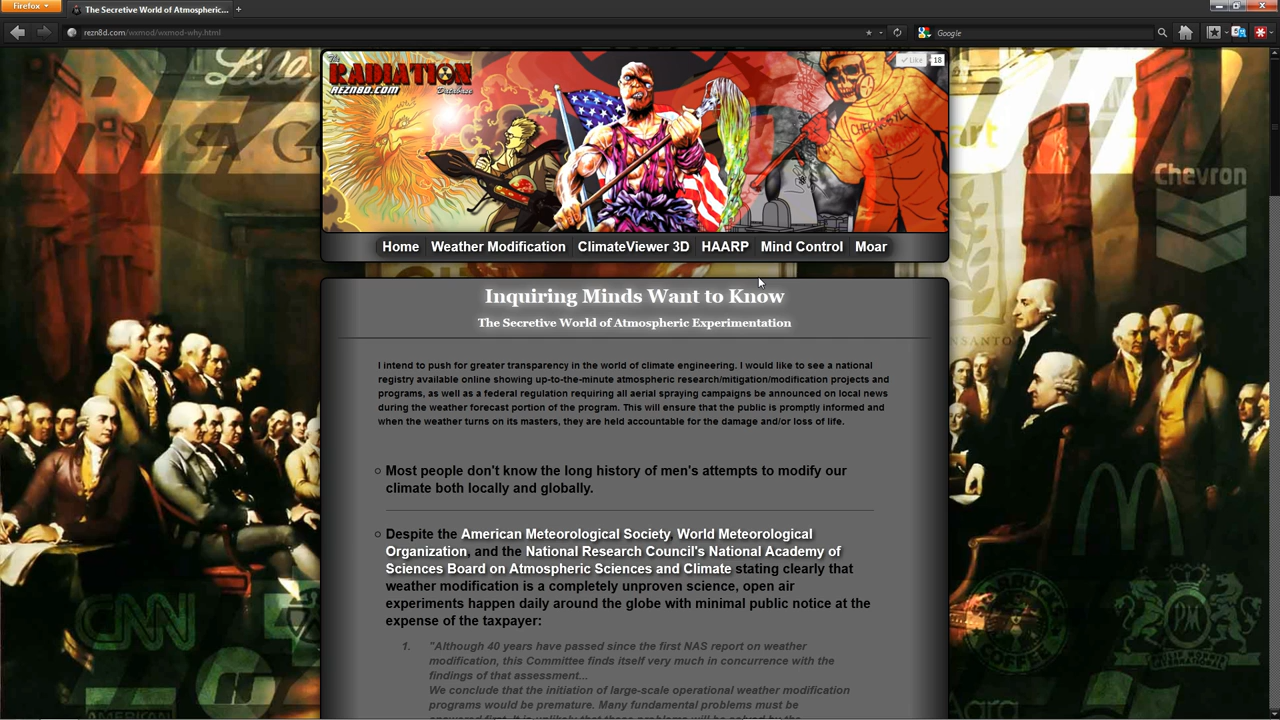 Firefox
The Secretive World of Atmospheric...
rezn8d.com/wxmod/wxmod-why.html
Google
The
RADIATION
REZN8D.COM Database
Like 18
CHERNOBYL
VISA
Chevron
Home Weather Modification ClimateViewer 3D HAARP Mind Control Moar
Inquiring Minds Want to Know
The Secretive World of Atmospheric Experimentation
I intend to push for greater transparency in the world of climate engineering. I would like to see a national
registry available online showing up-to-the-minute atmospheric research/mitigation/modification projects and
programs, as well as a federal regulation requiring all aerial spraying campaigns be announced on local news
during the weather forecast portion of the program. This will ensure that the public is promptly informed and
when the weather turns on its masters, they are held accountable for the damage and/or loss of life.
Most people don't know the long history of men's attempts to modify our
climate both locally and globally.
Despite the American Meteorological Society, World Meteorological
Organization, and the National Research Council's National Academy of
Sciences Board on Atmospheric Sciences and Climate stating clearly that
weather modification is a completely unproven science, open air
experiments happen daily around the globe with minimal public notice at the
expense of the taxpayer:
1. "Although 40 years have passed since the first NAS report on weather
modification, this Committee finds itself very much in concurrence with the
findings of that assessment...
We conclude that the initiation of large-scale operational weather modification
programs would be premature. Many fundamental problems must be
CNN
COFFEE
PM
AMERICAN